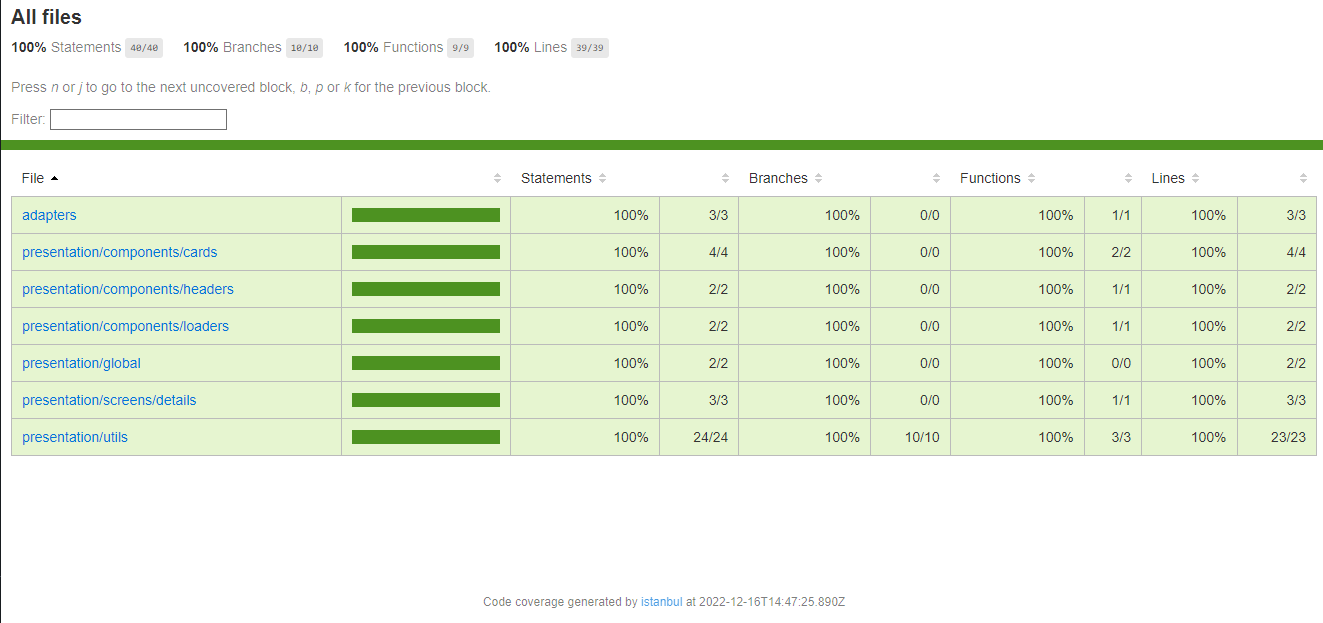 All files
100% Statements 40/40 100% Branches 10/10 100% Functions 9/9 100% Lines 39/39
Press n or j to go to the next uncovered block, b, p or k for the previous block.
Filter:
File Statements Branches Functions Lines
adapters 100% 3/3 100% 0/0 100% 1/1 100% 3/3
presentation/components/cards 100% 4/4 100% 0/0 100% 2/2 100% 4/4
presentation/components/headers 100% 2/2 100% 0/0 100% 1/1 100% 2/2
presentation/components/loaders 100% 2/2 100% 0/0 100% 1/1 100% 2/2
presentation/global 100% 2/2 100% 0/0 100% 0/0 100% 2/2
presentation/screens/details 100% 3/3 100% 0/0 100% 1/1 100% 3/3
presentation/utils 100% 24/24 100% 10/10 100% 3/3 100% 23/23
Code coverage generated by istanbul at 2022-12-16T14:47:25.890Z